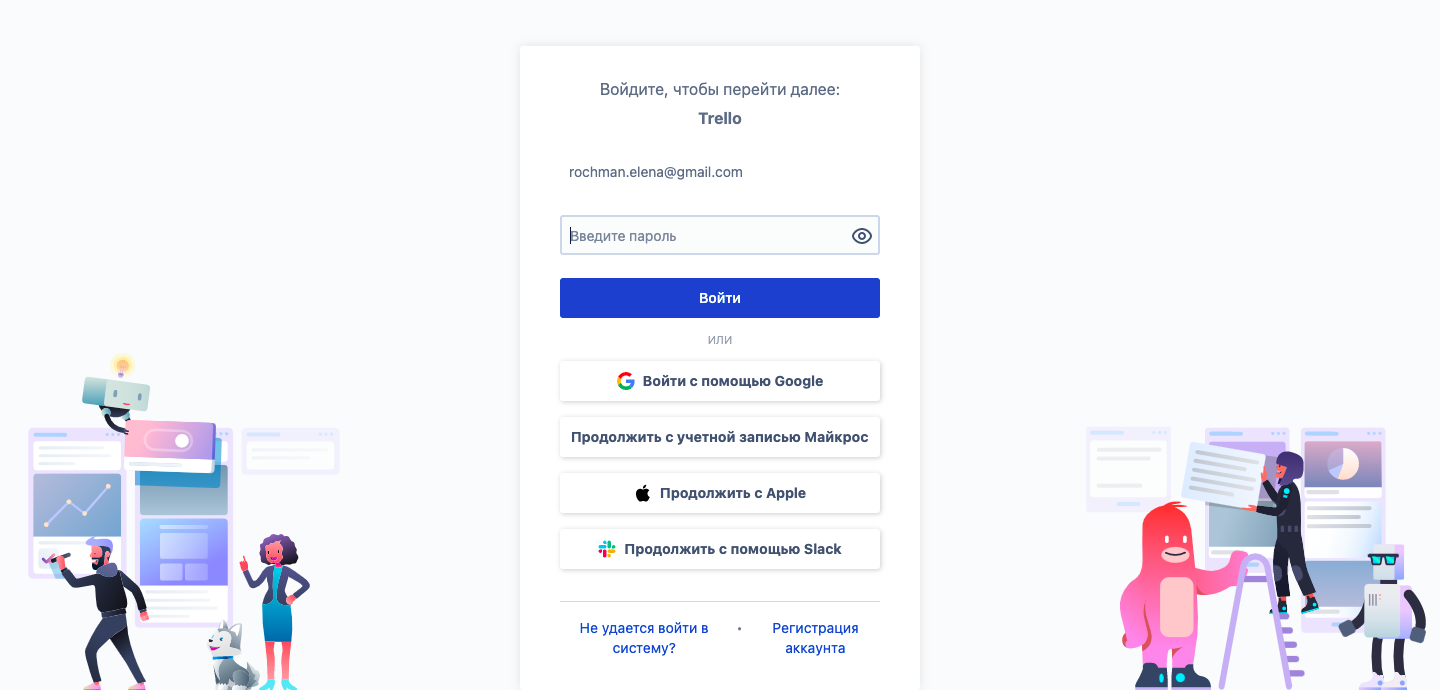 Войдите, чтобы перейти далее:
Trello
rochman.elena@gmail.com
Введите пароль
Войти
ИЛИ
Войти с помощью Google
Продолжить с учетной записью Майкрос
Продолжить с Apple
Продолжить с помощью Slack
Не удается войти в систему?
•
Регистрация аккаунта